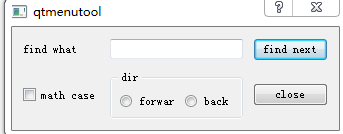 qtmenutool
find what find next
dir
math case forwar back close